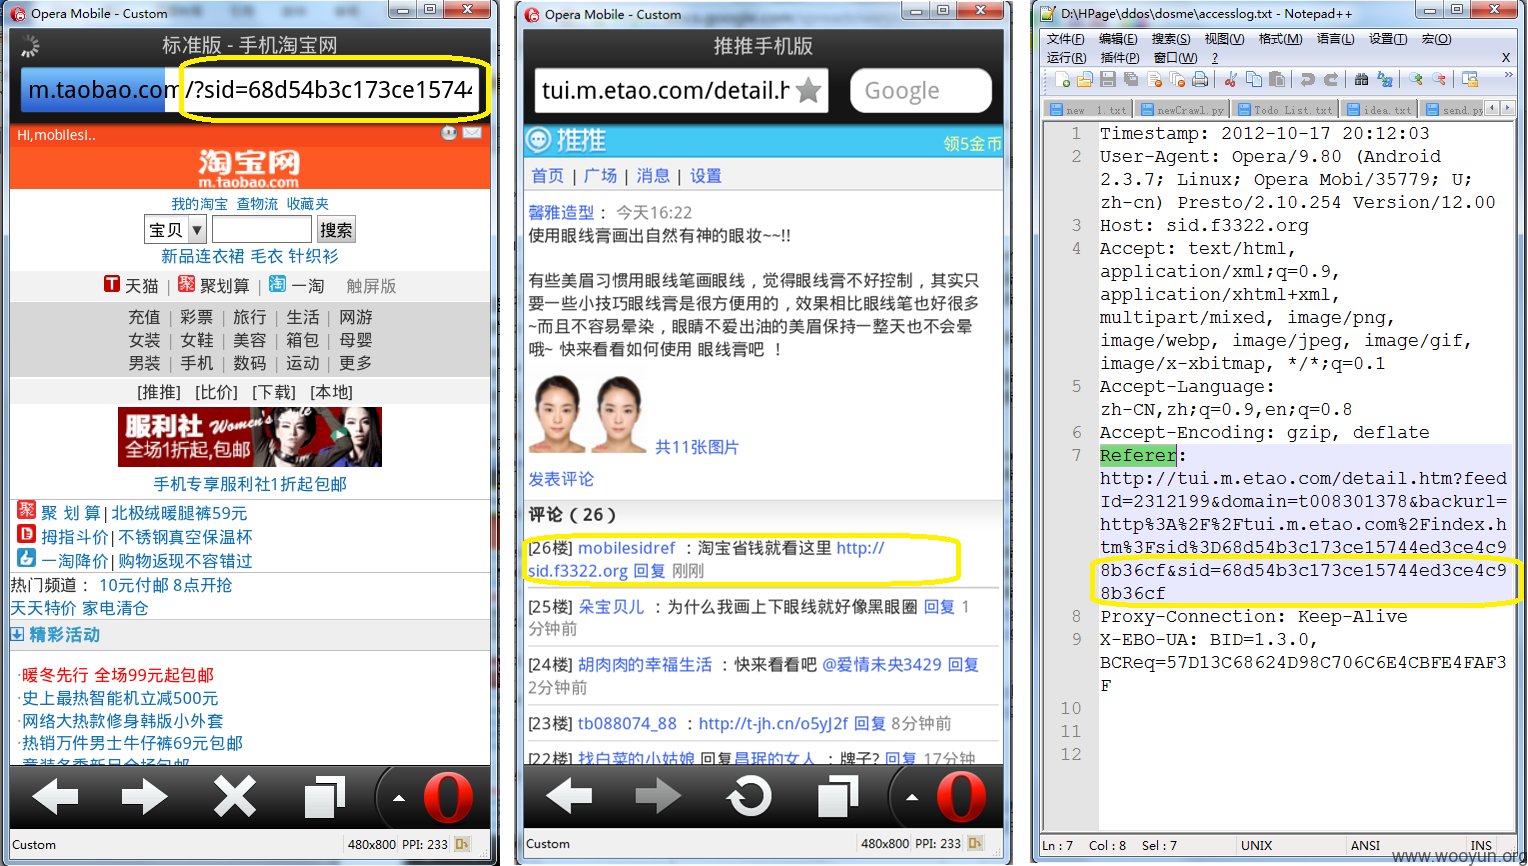 Opera Mobile - Custom
标准版 - 手机淘宝网
m.taobao.com/?sid=68d54b3c173ce15744
Hi,mobilesi..
淘宝网
m.taobao.com
我的淘宝 查物流 收藏夹
宝贝 ▼ 搜索
新品连衣裙 毛衣 针织衫
天猫 | 聚划算 | 一淘 触屏版
充值 | 彩票 | 旅行 | 生活 | 网游
女装 | 女鞋 | 美容 | 箱包 | 母婴
男装 | 手机 | 数码 | 运动 | 更多
[推推] [比价] [下载] [本地]
服利社 Women's
全场1折起,包邮
手机专享服利社1折起包邮
聚 聚 划 算| 北极绒暖腿裤59元
拇指斗价| 不锈钢真空保温杯
一淘降价| 购物返现不容错过
热门频道： 10元付邮 8点开抢
天天特价 家电清仓
精彩活动
·暖冬先行 全场99元起包邮
·史上最热智能机立减500元
·网络大热款修身韩版小外套
·热销万件男士牛仔裤69元包邮
·童装冬季新品全场包邮
Custom 480x800 PPI: 233
Opera Mobile - Custom
推推手机版
tui.m.etao.com/detail.h Google
推推 领5金币
首页 | 广场 | 消息 | 设置
馨雅造型： 今天16:22
使用眼线膏画出自然有神的眼妆~~!!
有些美眉习惯用眼线笔画眼线，觉得眼线膏不好控制，其实只
要一些小技巧眼线膏是很方便用的，效果相比眼线笔也好很多
~而且不容易晕染，眼睛不爱出油的美眉保持一整天也不会晕
哦~ 快来看看如何使用 眼线膏吧 ！
共11张图片
发表评论
评论（26）
[26楼] mobilesidref ：淘宝省钱就看这里 http://
sid.f3322.org 回复 刚刚
[25楼] 朵宝贝儿 ：为什么我画上下眼线就好像黑眼圈 回复 1
分钟前
[24楼] 胡肉肉的幸福生活 ：快来看看吧 @爱情未央3429 回复
2分钟前
[23楼] tb088074_88 ：http://t-jh.cn/o5yJ2f 回复 8分钟前
[22楼] 找白菜的小姑娘 回复昌珉的女人 ：牌子? 回复 17分钟
Custom 480x800 PPI: 233
D:\HPage\ddos\dosme\accesslog.txt - Notepad++
文件(F) 编辑(E) 搜索(S) 视图(V) 格式(M) 语言(L) 设置(T) 宏(O)
运行(R) 插件(P) 窗口(W) ? X
new 1.txt newCrawl.py Todo List.txt idea.txt send.py
1 Timestamp: 2012-10-17 20:12:03
2 User-Agent: Opera/9.80 (Android
2.3.7; Linux; Opera Mobi/35779; U;
zh-cn) Presto/2.10.254 Version/12.00
3 Host: sid.f3322.org
4 Accept: text/html,
application/xml;q=0.9,
application/xhtml+xml,
multipart/mixed, image/png,
image/webp, image/jpeg, image/gif,
image/x-xbitmap, */*;q=0.1
5 Accept-Language:
zh-CN,zh;q=0.9,en;q=0.8
6 Accept-Encoding: gzip, deflate
7 Referer:
http://tui.m.etao.com/detail.htm?feed
Id=2312199&domain=t008301378&backurl=
http%3A%2F%2Ftui.m.etao.com%2Findex.h
tm%3Fsid%3D68d54b3c173ce15744ed3ce4c9
8b36cf&sid=68d54b3c173ce15744ed3ce4c9
8b36cf
8 Proxy-Connection: Keep-Alive
9 X-EBO-UA: BID=1.3.0,
BCReq=57D13C68624D98C706C6E4CBFE4FAF3
F
10
11
12
Ln : 7 Col : 8 Sel : 7 UNIX ANSI INS
www.wooyun.org